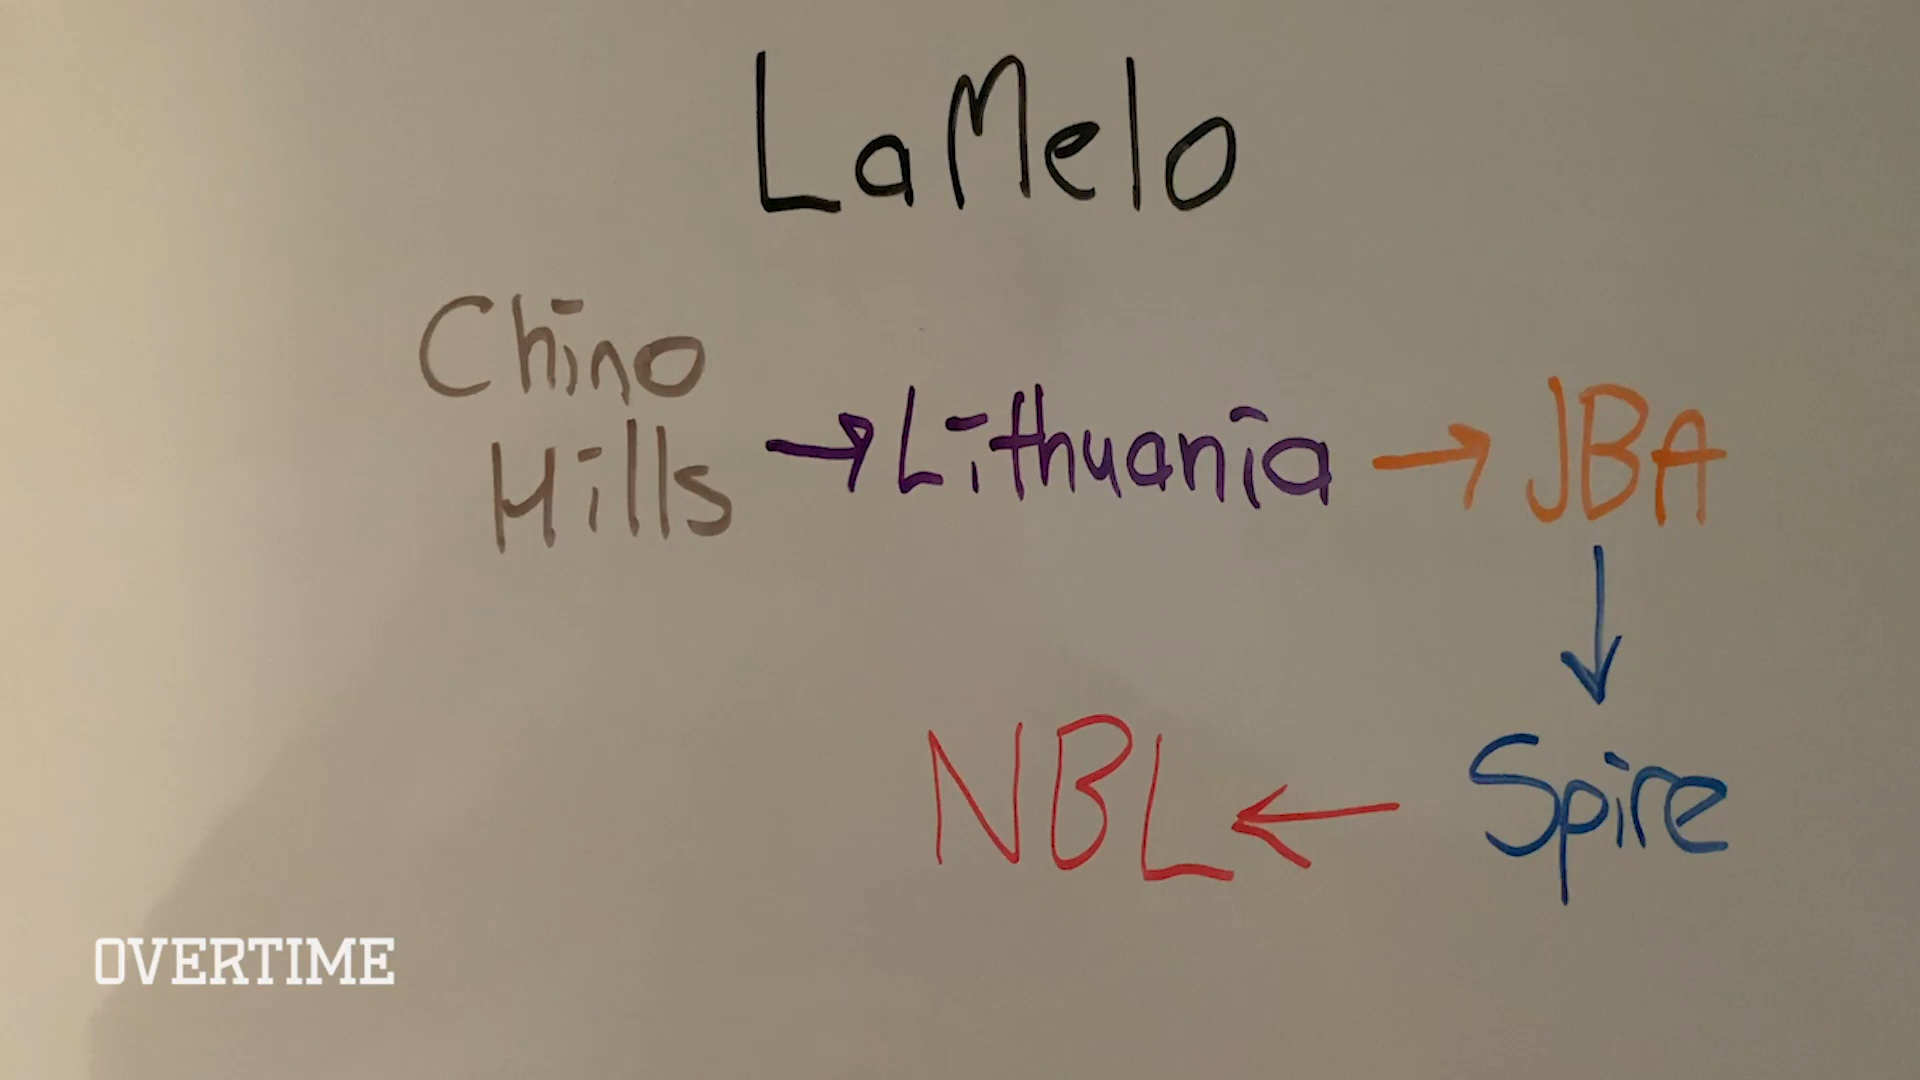 LaMelo
Chino
Hills
→ Lithuania → JBA
↓
Spire
← NBL
OVERTIME